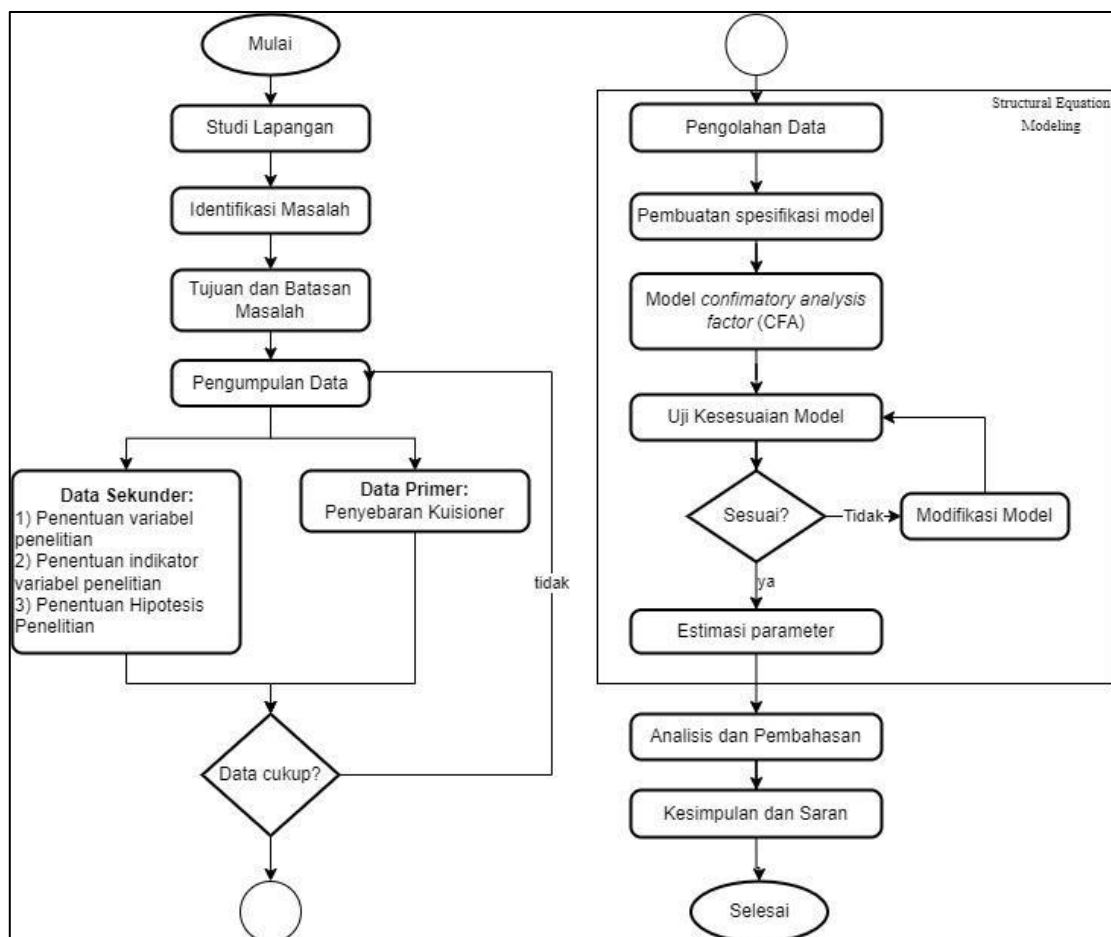 Mulai
Studi Lapangan
Identifikasi Masalah
Tujuan dan Batasan
Masalah
Pengumpulan Data
Data Sekunder:
1) Penentuan variabel
penelitian
2) Penentuan indikator
variabel penelitian
3) Penentuan Hipotesis
Penelitian
Data Primer:
Penyebaran Kuisioner
tidak
Data cukup?
Structural Equation
Modeling
Pengolahan Data
Pembuatan spesifikasi model
Model confimatory analysis
factor (CFA)
Uji Kesesuaian Model
Sesuai?
Tidak
Modifikasi Model
ya
Estimasi parameter
Analisis dan Pembahasan
Kesimpulan dan Saran
Selesai